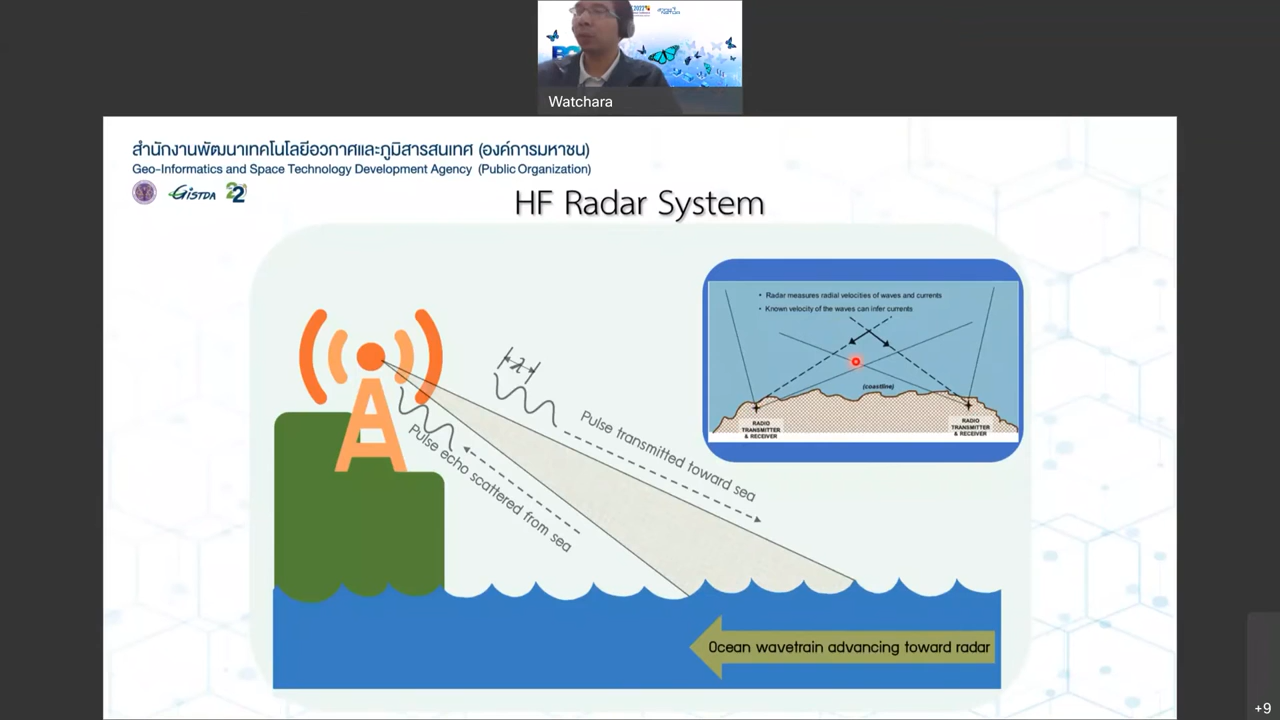 Watchara
สำนักงานพัฒนาเทคโนโลยีอวกาศและภูมิสารสนเทศ (องค์การมหาชน)
Geo-Informatics and Space Technology Development Agency (Public Organization)
GISTDA 22
HF Radar System
• Radar measures radial velocities of waves and currents
• Known velocity of the waves can infer currents
(coastline)
RADIO
TRANSMITTER
& RECEIVER
RADIO
TRANSMITTER
& RECEIVER
λ
Pulse transmitted toward sea
Pulse echo scattered from sea
Ocean wavetrain advancing toward radar
+9